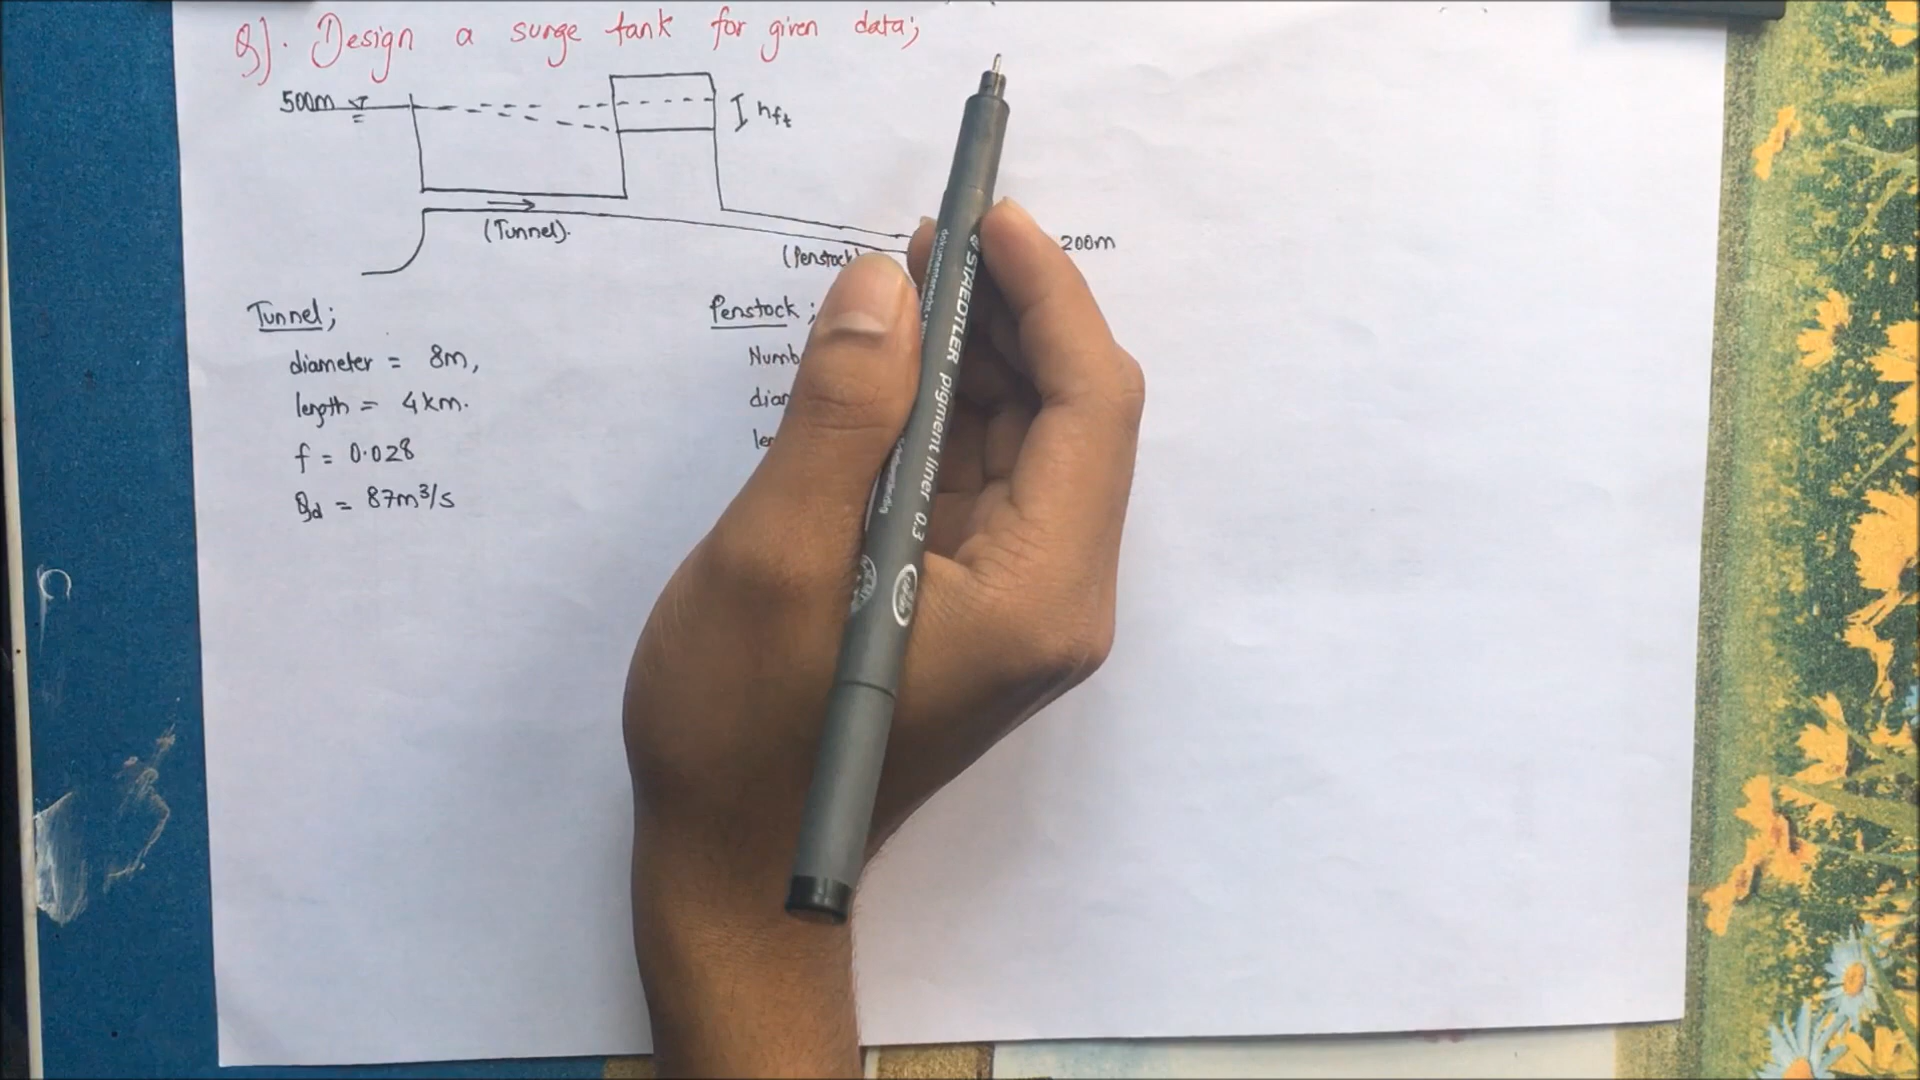 Q). Design a surge tank for given data;
500m
hft
(Tunnel).
(Penstock)
200m
Tunnel;
diameter = 8m,
length = 4km.
f = 0.028
Qd = 87m³/s
Penstock ;
STAEDTLER pigment liner 0.3